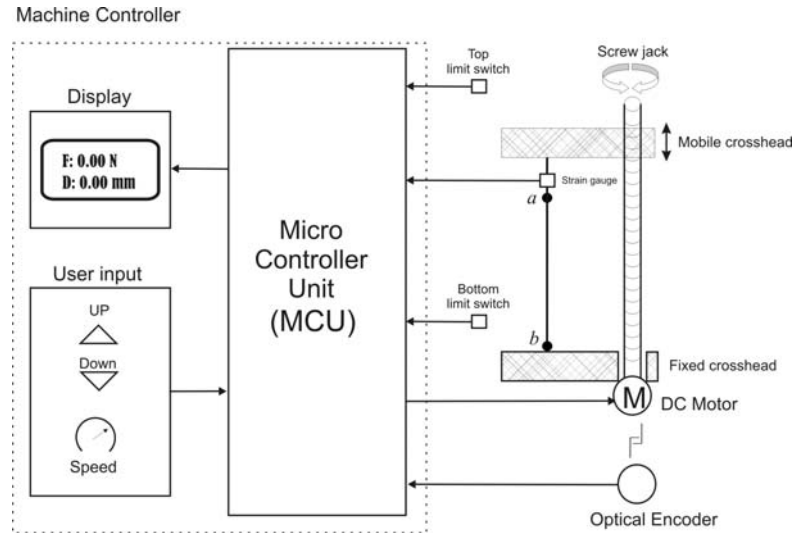 Machine Controller
Display
F: 0.00 N
D: 0.00 mm
User input
UP
Down
Speed
Micro
Controller
Unit
(MCU)
Top
limit switch
Strain gauge
a
Bottom
limit switch
b
Screw jack
Mobile crosshead
Fixed crosshead
M
DC Motor
Optical Encoder